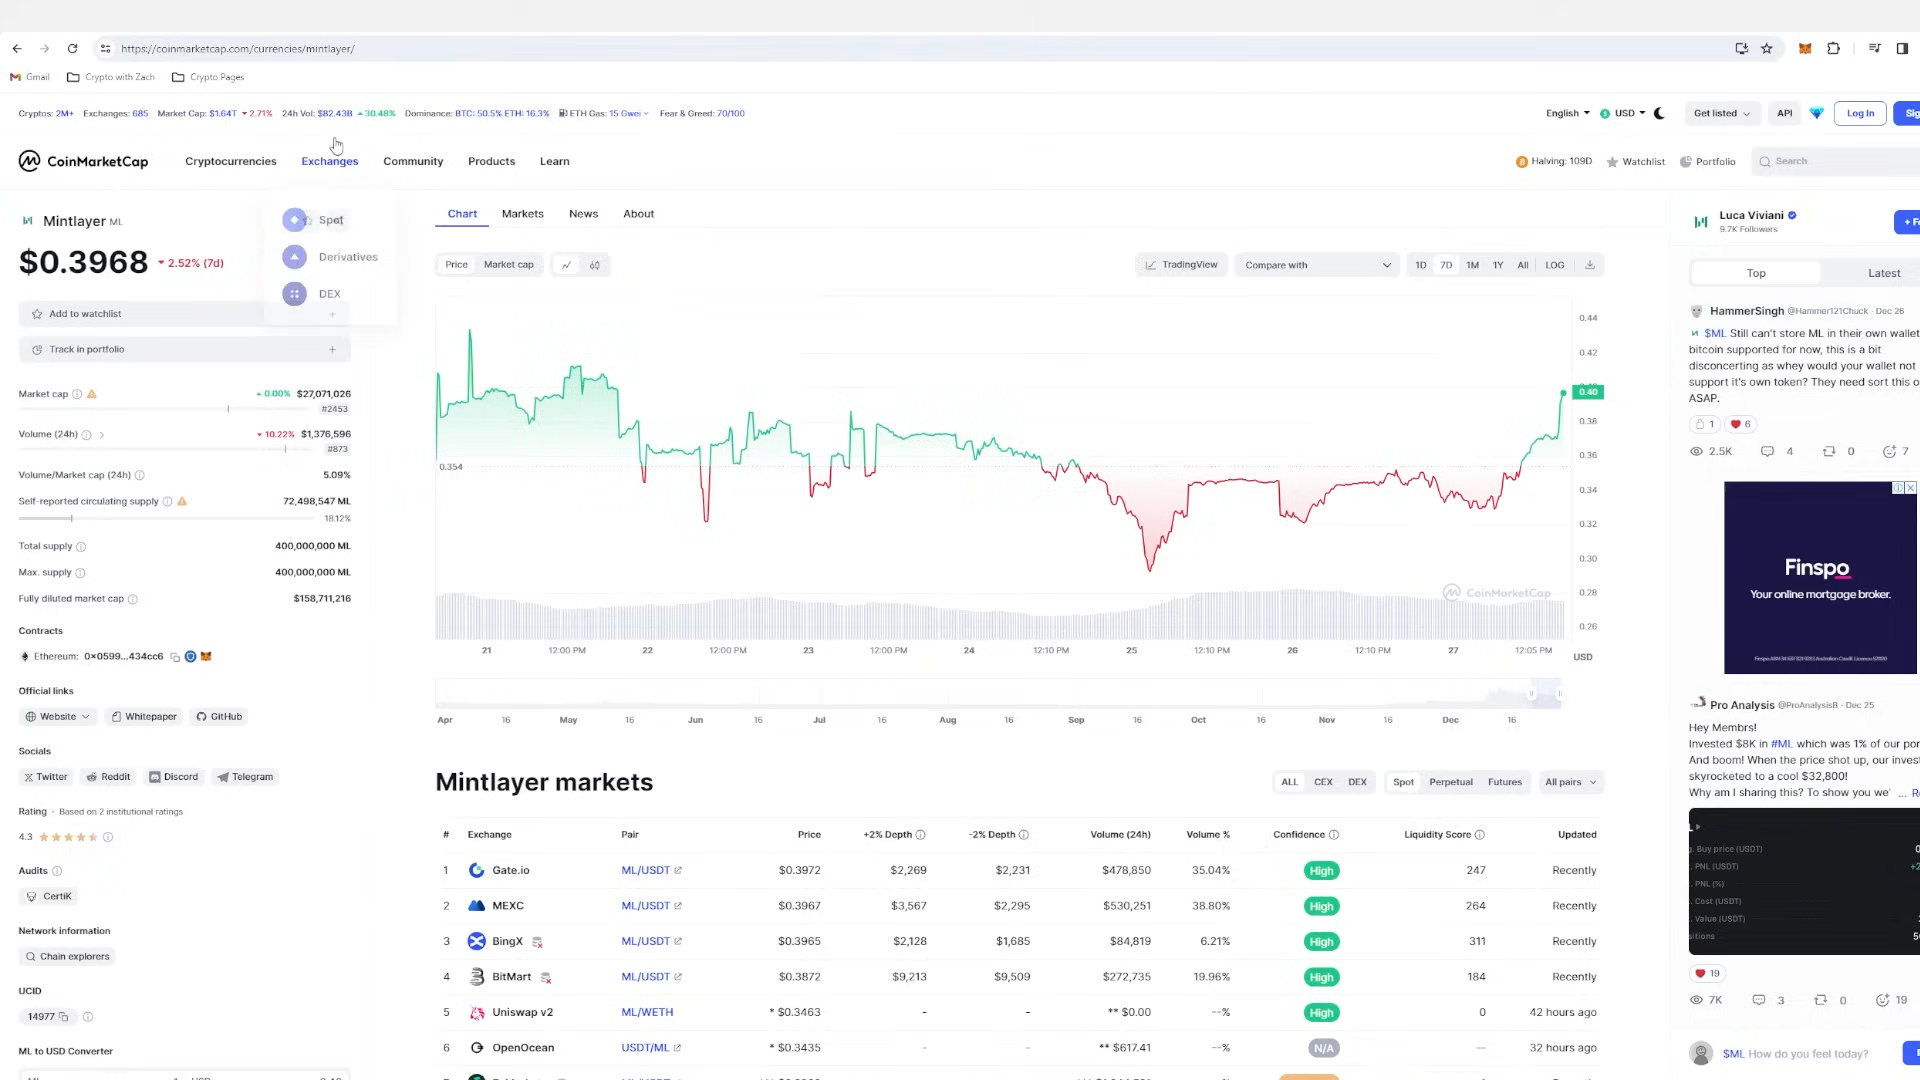 https://coinmarketcap.com/currencies/mintlayer/
Gmail Crypto with Zach Crypto Pages
Cryptos: 2M+ Exchanges: 685 Market Cap: $1.64T 2.71% 24h Vol: $82.43B 30.48% Dominance: BTC: 50.5% ETH: 16.3% ETH Gas: 15 Gwei Fear & Greed: 70/100
English USD Get listed API Log In Sig
CoinMarketCap Cryptocurrencies Exchanges Community Products Learn
Halving: 109D Watchlist Portfolio Search
Mintlayer ML
$0.3968 2.52% (7d)
Spot
Derivatives
DEX
Add to watchlist +
Track in portfolio +
Market cap 0.00% $27,071,026
#2453
Volume (24h) 10.22% $1,376,596
#873
Volume/Market cap (24h) 5.09%
Self-reported circulating supply 72,498,547 ML
18.12%
Total supply 400,000,000 ML
Max. supply 400,000,000 ML
Fully diluted market cap $158,711,216
Contracts
Ethereum: 0x0599...434cc6
Official links
Website Whitepaper GitHub
Socials
Twitter Reddit Discord Telegram
Rating · Based on 2 institutional ratings
4.3
Audits
CertiK
Network information
Chain explorers
UCID
14977
ML to USD Converter
Chart Markets News About
Price Market cap
TradingView Compare with 1D 7D 1M 1Y All LOG
0.44
0.42
0.40
0.38
0.36
0.34
0.32
0.30
0.28
0.26
0.354
CoinMarketCap
21 12:00 PM 22 12:00 PM 23 12:00 PM 24 12:10 PM 25 12:10 PM 26 12:10 PM 27 12:05 PM
USD
Apr 16 May 16 Jun 16 Jul 16 Aug 16 Sep 16 Oct 16 Nov 16 Dec 16
Mintlayer markets
ALL CEX DEX Spot Perpetual Futures All pairs
# Exchange Pair Price +2% Depth -2% Depth Volume (24h) Volume % Confidence Liquidity Score Updated
1 Gate.io ML/USDT $0.3972 $2,269 $2,231 $478,850 35.04% High 247 Recently
2 MEXC ML/USDT $0.3967 $3,567 $2,295 $530,251 38.80% High 264 Recently
3 BingX ML/USDT $0.3965 $2,128 $1,685 $84,819 6.21% High 311 Recently
4 BitMart ML/USDT $0.3872 $9,213 $9,509 $272,735 19.96% High 184 Recently
5 Uniswap v2 ML/WETH * $0.3463 - - ** $0.00 --% High 0 42 hours ago
6 OpenOcean USDT/ML * $0.3435 - - ** $617.41 --% N/A -- 32 hours ago
Luca Viviani
9.7K Followers
+ Fo
Top Latest
HammerSingh @Hammer121Chuck · Dec 26
$ML Still can't store ML in their own wallet
bitcoin supported for now, this is a bit
disconcerting as whey would your wallet not
support it's own token? They need sort this o
ASAP.
1 6
2.5K 4 0 7
Finspo
Your online mortgage broker.
Pro Analysis @ProAnalysisB · Dec 25
Hey Membrs!
Invested $8K in #ML which was 1% of our por
And boom! When the price shot up, our invest
skyrocketed to a cool $32,800!
Why am I sharing this? To show you we' ... Re
. Buy price (USDT) 0
. PNL (USDT) +2
. PNL (%)
. Cost (USDT)
. Value (USDT)
sitions
19
7K 3 0 19
$ML How do you feel today?